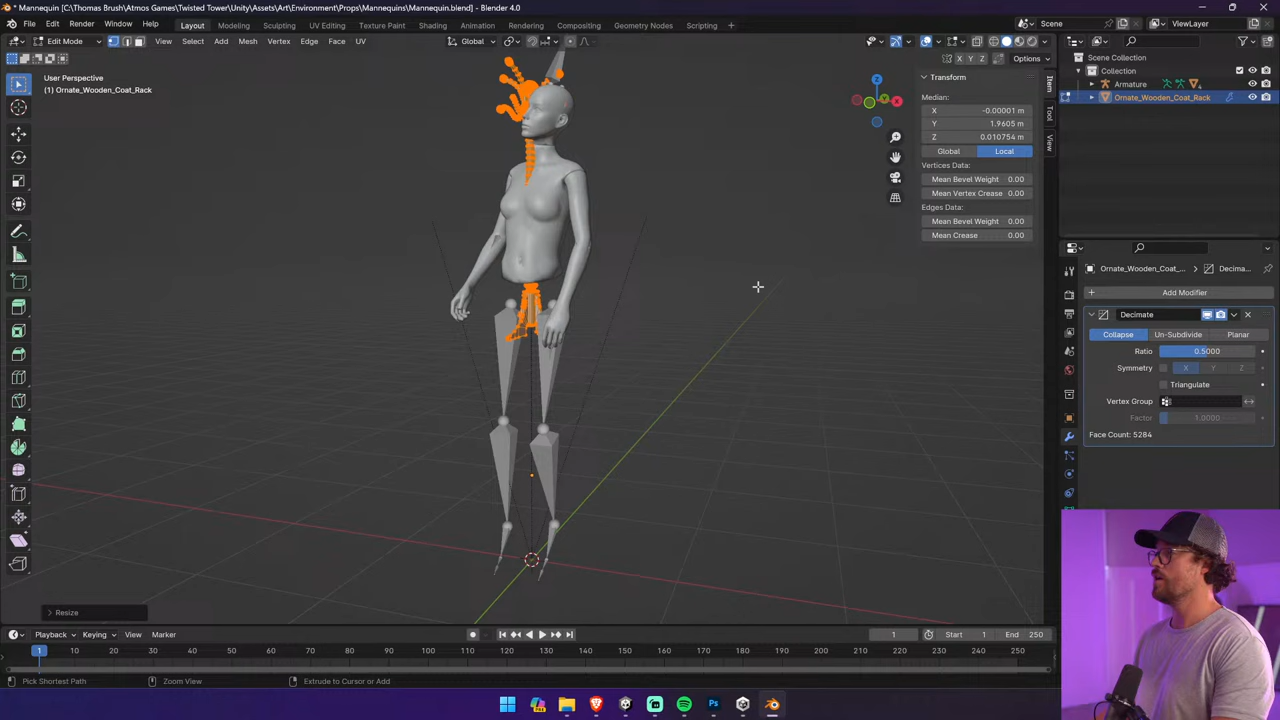 * Mannequin [C:\Thomas Brush\Atmos Games\Twisted Tower\Unity\Assets\Art\Environment\Props\Mannequins\Mannequin.blend] - Blender 4.0
File Edit Render Window Help Layout Modeling Sculpting UV Editing Texture Paint Shading Animation Rendering Compositing Geometry Nodes Scripting Scene ViewLayer
Edit Mode View Select Add Mesh Vertex Edge Face UV Global
X Y Z Options
User Perspective
(1) Ornate_Wooden_Coat_Rack
Z
X
Transform
Median:
X -0.00001 m
Y 1.9605 m
Z 0.010754 m
Global Local
Vertices Data:
Mean Bevel Weight 0.00
Mean Vertex Crease 0.00
Edges Data:
Mean Bevel Weight 0.00
Mean Crease 0.00
Item
Tool
View
Scene Collection
Collection
Armature
Ornate_Wooden_Coat_Rack
Ornate_Wooden_Coat_... Decima...
Add Modifier
Decimate
Collapse Un-Subdivide Planar
Ratio 0.5000
Symmetry X Y Z
Triangulate
Vertex Group
Factor 1.0000
Face Count: 5284
Resize
Playback Keying View Marker 1 Start 1 End 250
1 10 20 30 40 50 60 70 80 90 100 110 120 130 140 150 160 170 180 190 200 210 220 230 240 250
Pick Shortest Path Zoom View Extrude to Cursor or Add